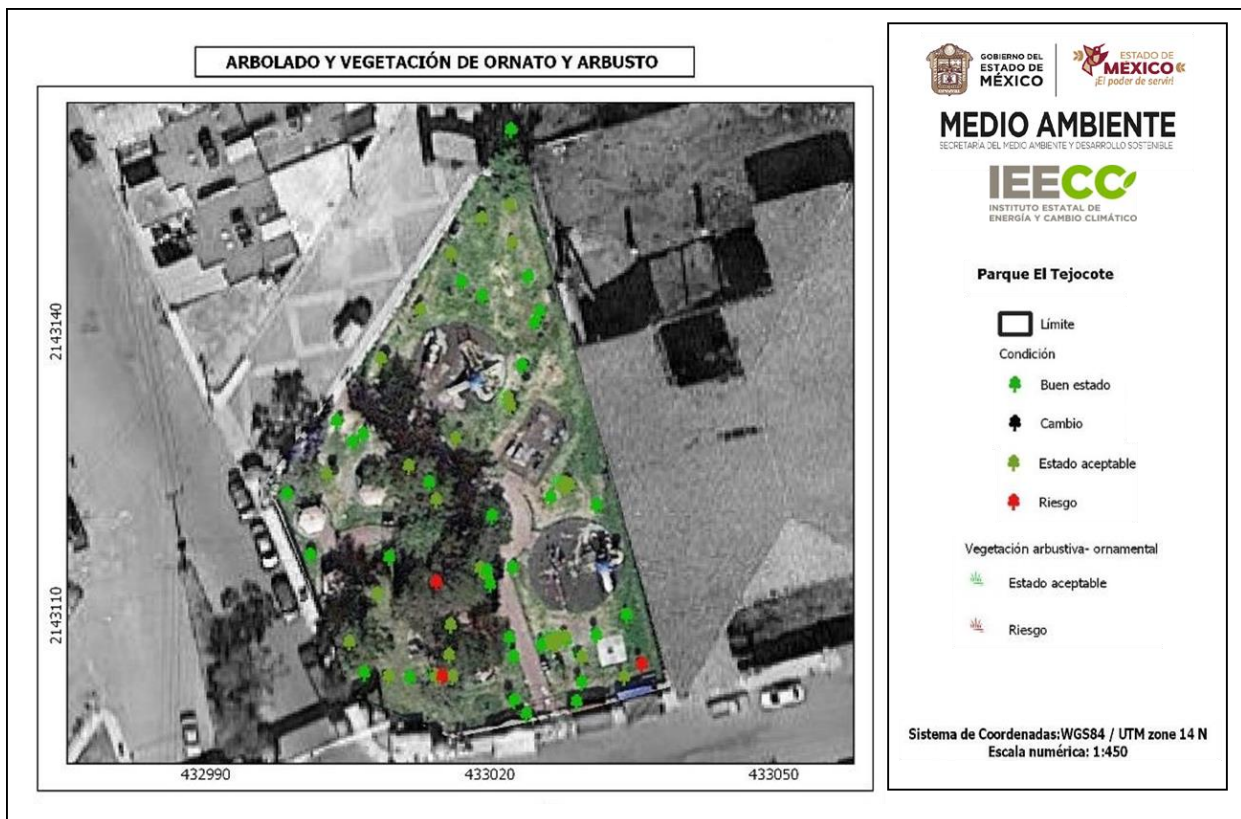 ARBOLADO Y VEGETACIÓN DE ORNATO Y ARBUSTO
2143140
2143110
432990
433020
433050
GOBIERNO DEL
ESTADO DE
MÉXICO
ESTADO DE
MÉXICO
¡El poder de servir!
MEDIO AMBIENTE
SECRETARÍA DEL MEDIO AMBIENTE Y DESARROLLO SOSTENIBLE
IEECC
INSTITUTO ESTATAL DE
ENERGÍA Y CAMBIO CLIMÁTICO
Parque El Tejocote
Límite
Condición
Buen estado
Cambio
Estado aceptable
Riesgo
Vegetación arbustiva- ornamental
Estado aceptable
Riesgo
Sistema de Coordenadas:WGS84 / UTM zone 14 N
Escala numérica: 1:450